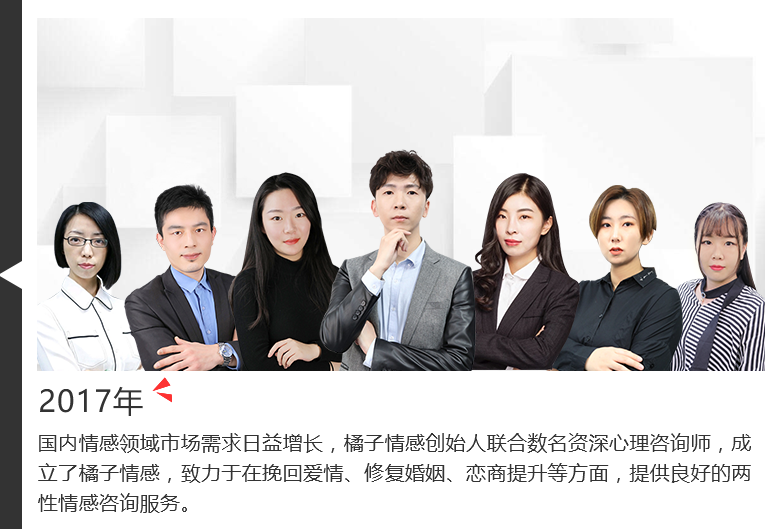 2017年
国内情感领域市场需求日益增长，橘子情感创始人联合数名资深心理咨询师，成
立了橘子情感，致力于在挽回爱情、修复婚姻、恋商提升等方面，提供良好的两
性情感咨询服务。